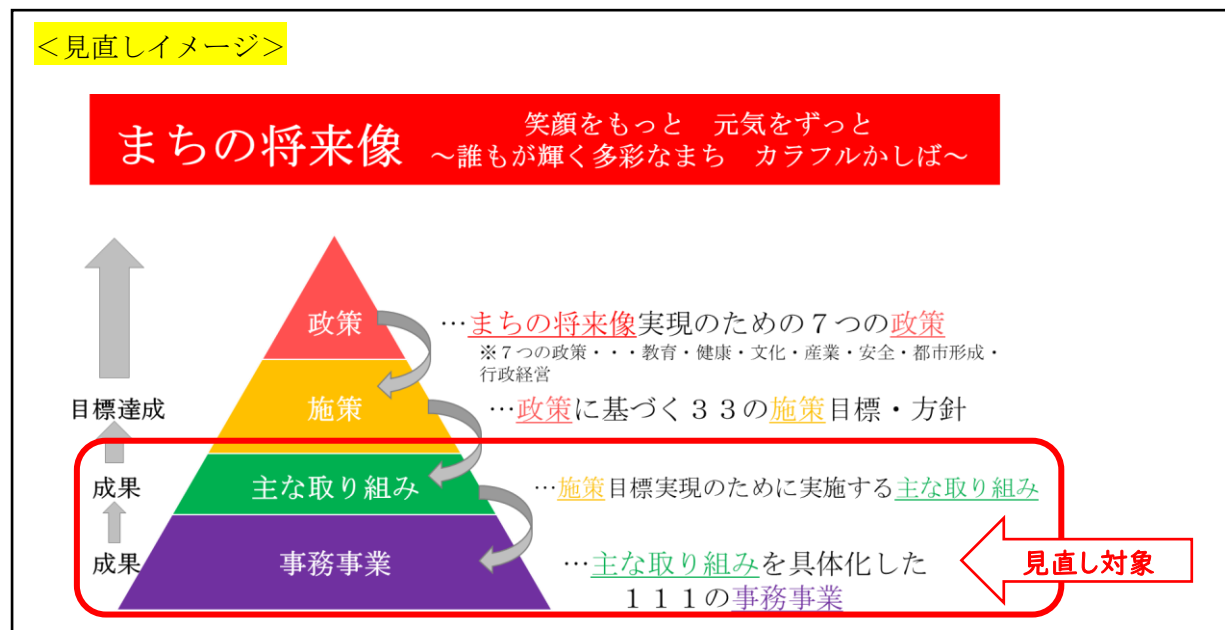 ＜見直しイメージ＞
まちの将来像
笑顔をもっと　元気をずっと
～誰もが輝く多彩なまち　カラフルかしば～
政策
…まちの将来像実現のための７つの政策
※７つの政策・・・教育・健康・文化・産業・安全・都市形成・
行政経営
目標達成
施策
…政策に基づく３３の施策目標・方針
成果
主な取り組み
…施策目標実現のために実施する主な取り組み
成果
事務事業
…主な取り組みを具体化した
１１１の事務事業
見直し対象